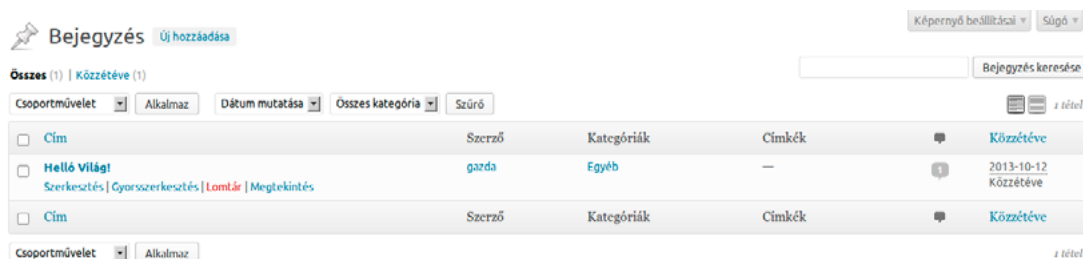 Képernyő beállításai Súgó
Bejegyzés Új hozzáadása
Összes (1) | Közzétéve (1)
Bejegyzés keresése
Csoportművelet Alkalmaz Dátum mutatása Összes kategória Szűrő 1 tétel
Cím Szerző Kategóriák Címkék Közzétéve
Helló Világ! gazda Egyéb — 1 2013-10-12
Szerkesztés | Gyorsszerkesztés | Lomtár | Megtekintés Közzétéve
Cím Szerző Kategóriák Címkék Közzétéve
Csoportművelet Alkalmaz 1 tétel